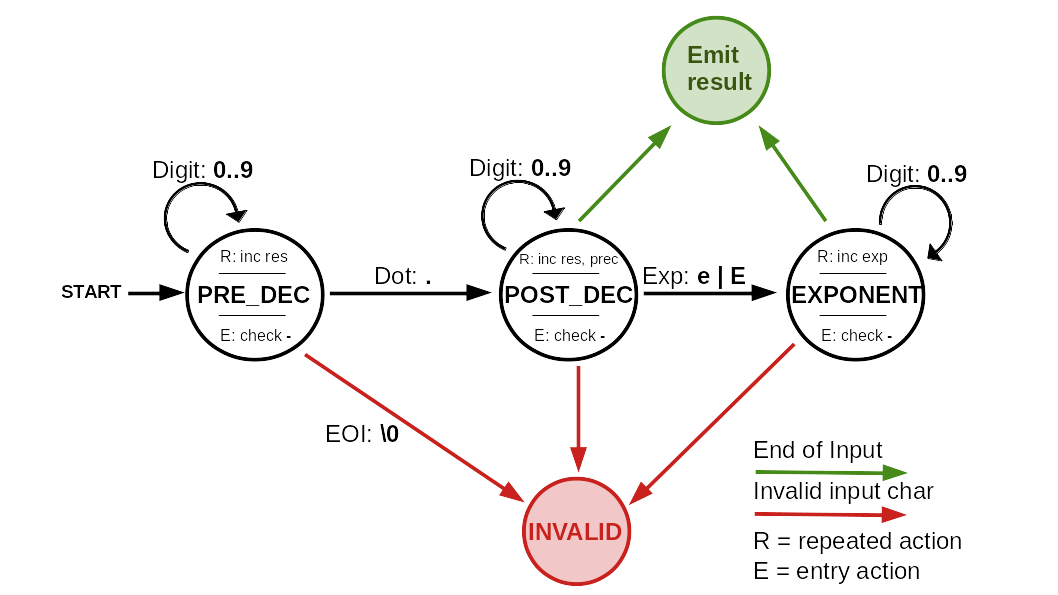 Emit
result
Digit: 0..9
Digit: 0..9
Digit: 0..9
R: inc res
R: inc res, prec
R: inc exp
Dot: .
Exp: e | E
START
PRE_DEC
POST_DEC
EXPONENT
E: check -
E: check -
E: check -
EOI: \0
End of Input
Invalid input char
INVALID
R = repeated action
E = entry action